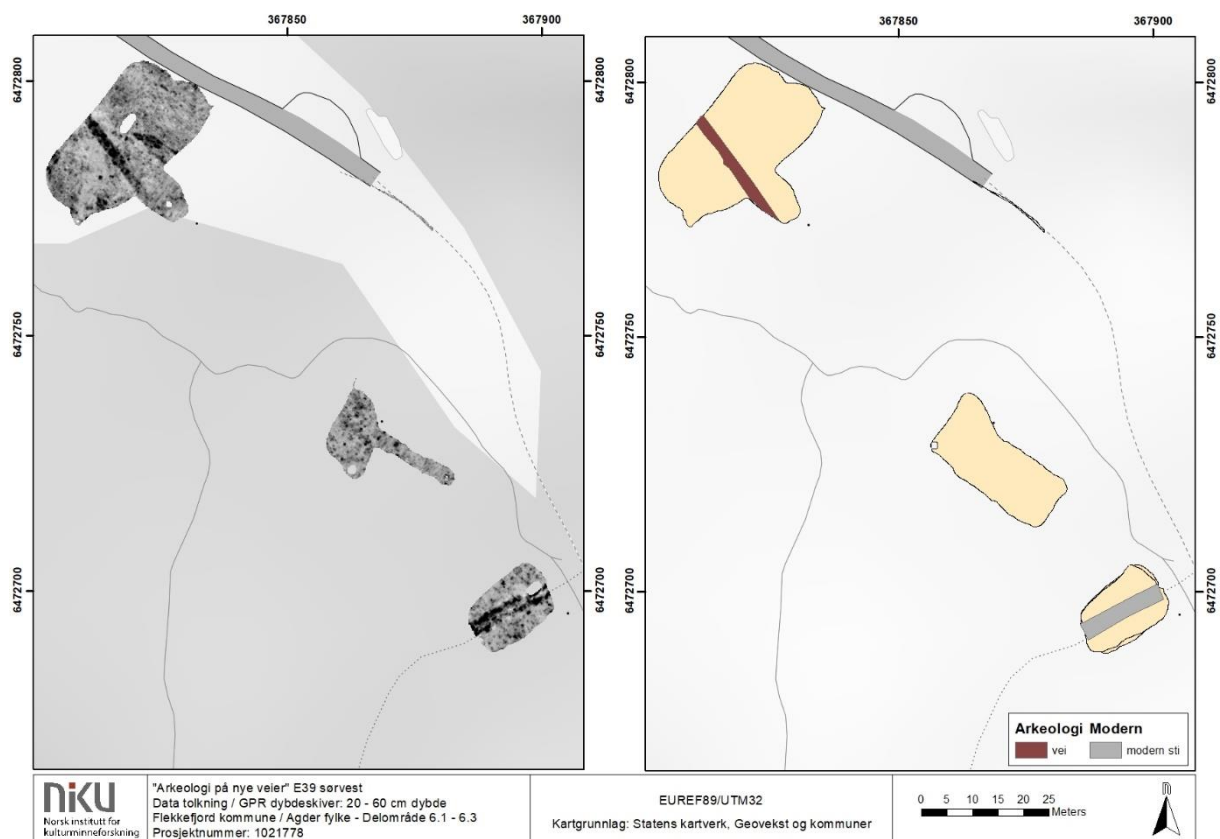 367850
367900
367850
367900
6472800
6472750
6472700
6472800
6472750
6472700
6472800
6472750
6472700
6472800
6472750
6472700
Arkeologi Modern
vei
modern sti
niku
Norsk institutt for
kulturminneforskning
"Arkeologi på nye veier" E39 sørvest
Data tolkning / GPR dybdeskiver: 20 - 60 cm dybde
Flekkefjord kommune / Agder fylke - Delområde 6.1 - 6.3
Prosjektnummer: 1021778
EUREF89/UTM32
Kartgrunlag: Statens kartverk, Geovekst og kommuner
0 5 10 15 20 25
Meters
n